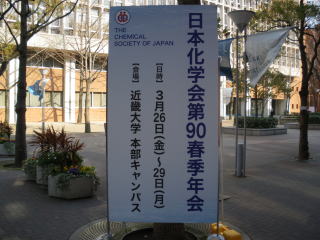 THE
CHEMICAL
SOCIETY OF JAPAN
日本化学会第90春季年会
【日時】 3月26日(金)~29日(月)
【会場】 近畿大学 本部キャンパス